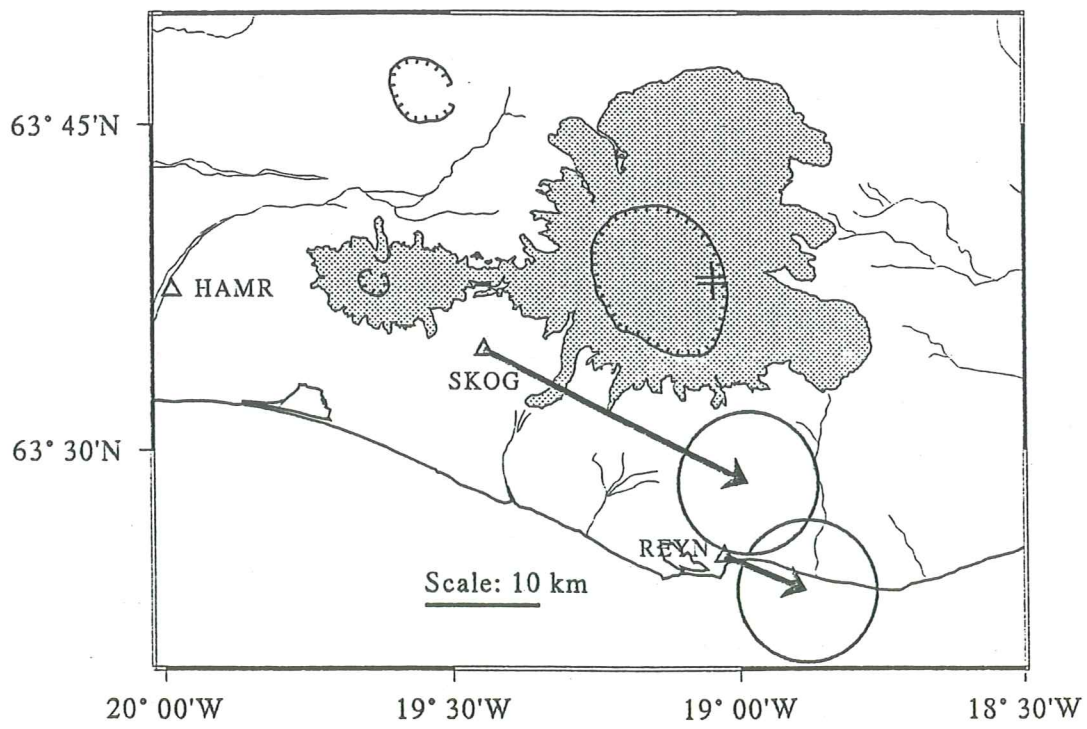 63° 45'N
HAMR
SKOG
63° 30'N
REYN
Scale: 10 km
20° 00'W 19° 30'W 19° 00'W 18° 30'W